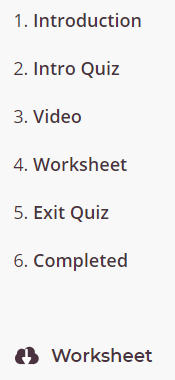 1. Introduction
2. Intro Quiz
3. Video
4. Worksheet
5. Exit Quiz
6. Completed
Worksheet